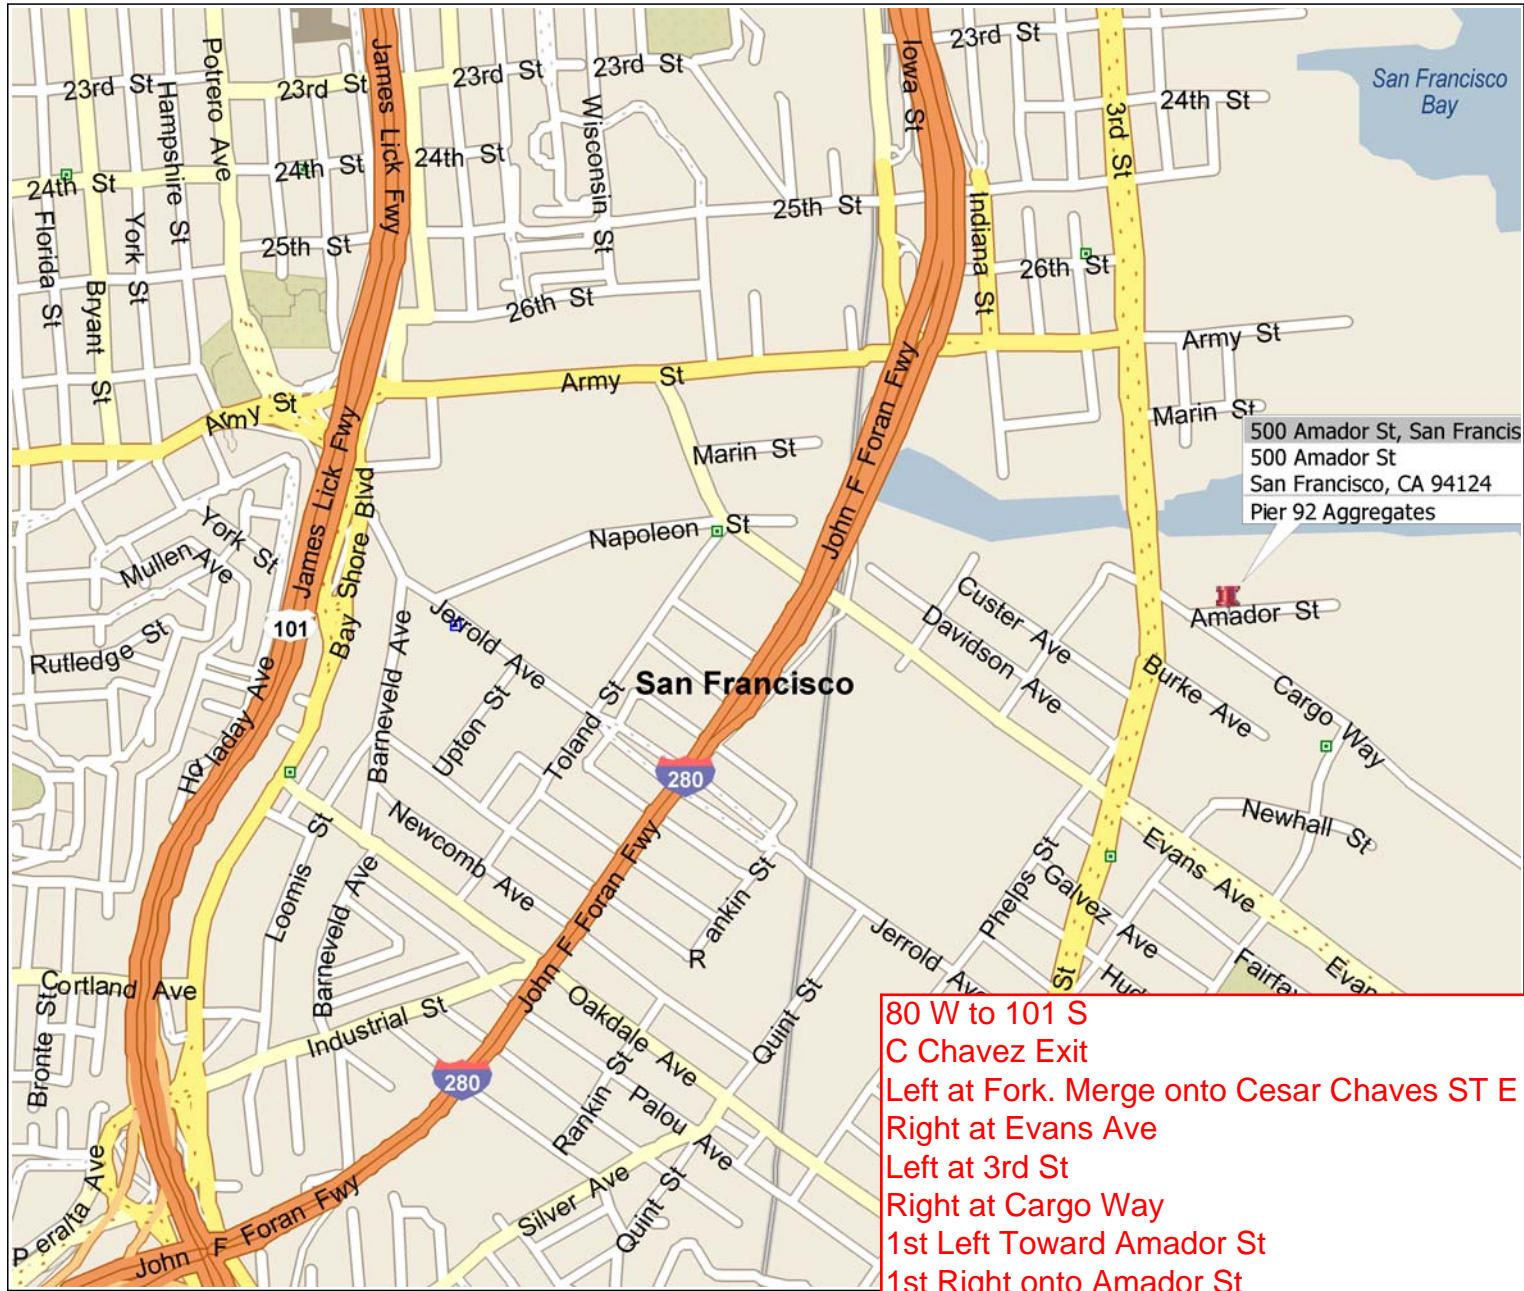 James Lick Fwy
Iowa St
23rd St
Potrero Ave
23rd St
23rd St
23rd St
23rd St
San Francisco
Bay
Hampshire St
Wisconsin St
24th St
3rd St
24th St
24th St
24th St
Florida St
York St
25th St
25th St
Indiana St
26th St
Bryant St
26th St
Army St
Army St
Army St
Marin St
Marin St
500 Amador St, San Francis
500 Amador St
San Francisco, CA 94124
Pier 92 Aggregates
John F Foran Fwy
James Lick Fwy
Bay Shore Blvd
York St
Mullen Ave
Napoleon St
Jerrold Ave
Custer Ave
Davidson Ave
Amador St
101
Rutledge St
Barneveld Ave
San Francisco
Burke Ave
Cargo Way
Holladay Ave
Upton St
Toland St
280
Newcomb Ave
Newhall St
Evans Ave
Loomis St
Barneveld Ave
John F Foran Fwy
Rankin St
Phelps St
Galvez Ave
Jerrold Ave
Hud
Fairfax
Evan
St
Cortland Ave
Bronte St
Industrial St
Oakdale Ave
Quint St
280
Rankin St
Palou Ave
Silver Ave
Quint St
Peralta Ave
John F Foran Fwy
80 W to 101 S
C Chavez Exit
Left at Fork. Merge onto Cesar Chaves ST E
Right at Evans Ave
Left at 3rd St
Right at Cargo Way
1st Left Toward Amador St
1st Right onto Amador St